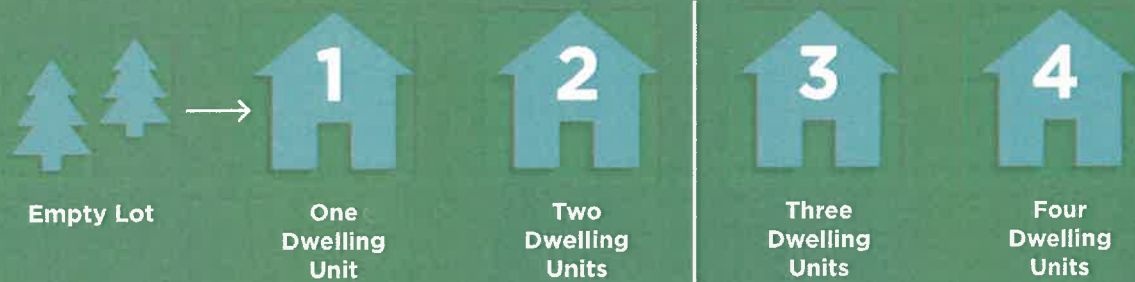 1
2
3
4
Empty Lot
One
Dwelling
Unit
Two
Dwelling
Units
Three
Dwelling
Units
Four
Dwelling
Units